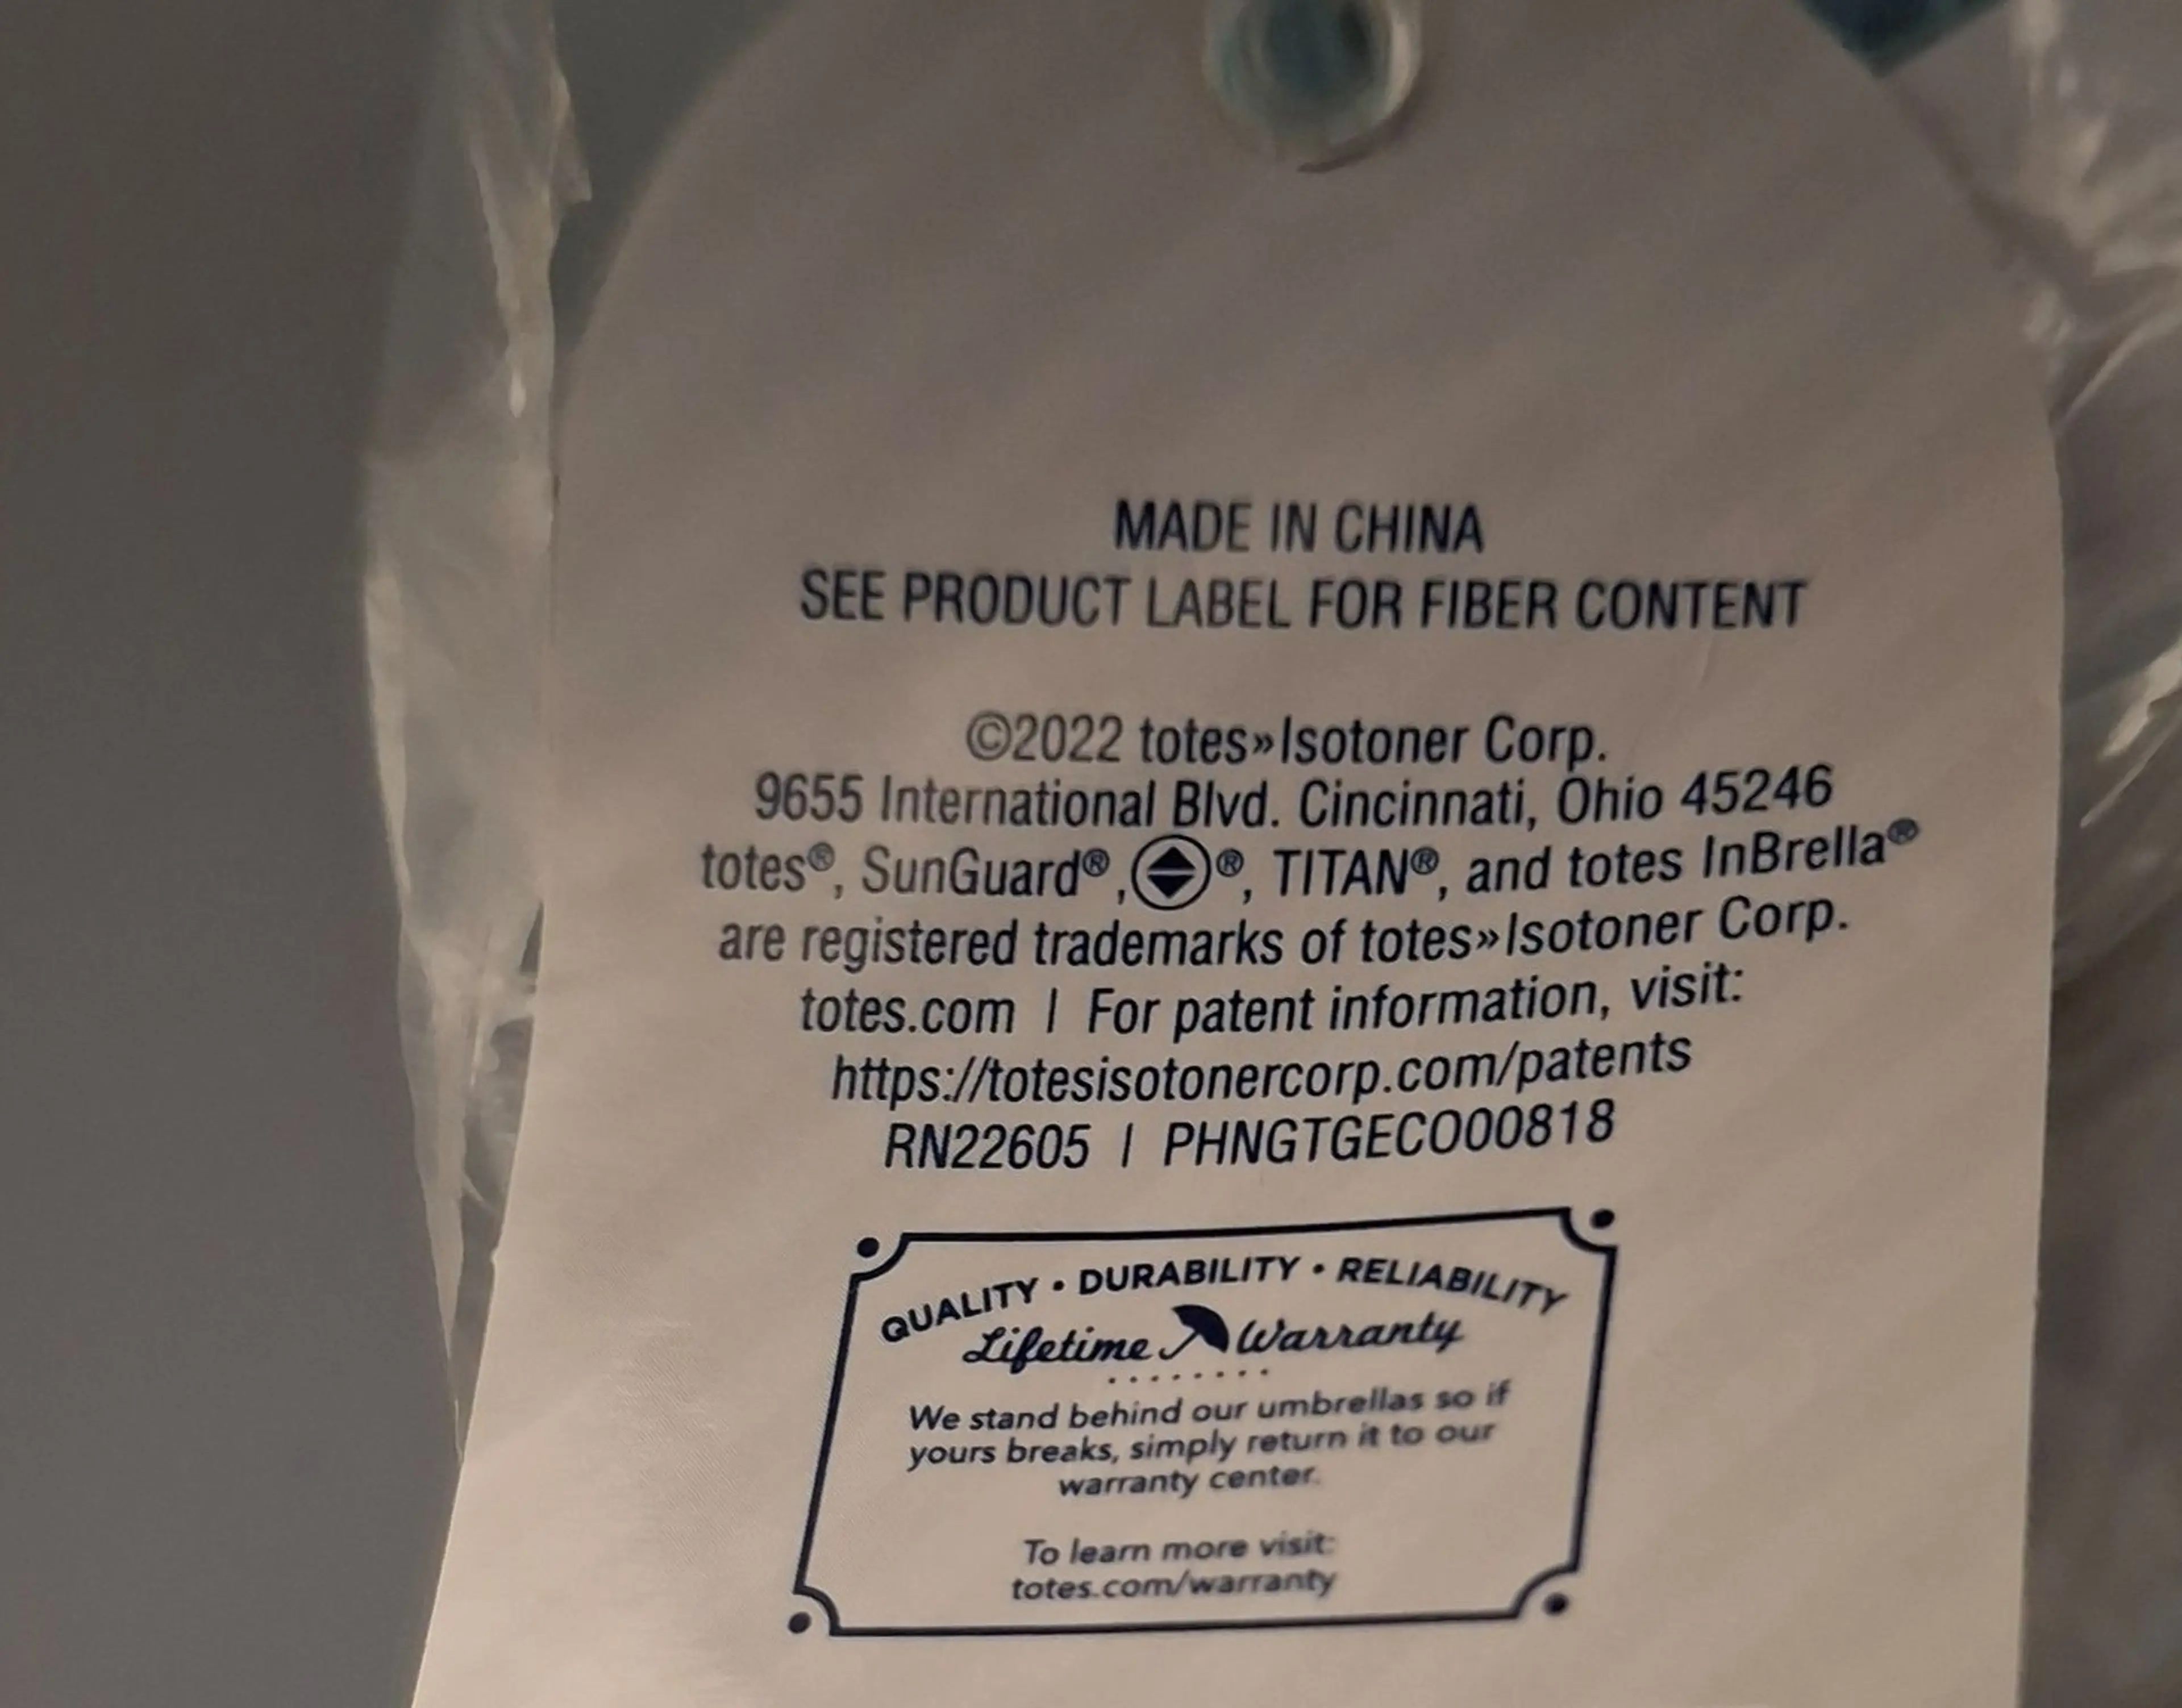 MADE IN CHINA
SEE PRODUCT LABEL FOR FIBER CONTENT
©2022 totes»Isotoner Corp.
9655 International Blvd. Cincinnati, Ohio 45246
totes®, SunGuard®, ®, TITAN®, and totes InBrella®
are registered trademarks of totes»Isotoner Corp.
totes.com | For patent information, visit:
https://totesisotonercorp.com/patents
RN22605 | PHNGTGECO00818
QUALITY • DURABILITY • RELIABILITY
Lifetime Warranty
We stand behind our umbrellas so if
yours breaks, simply return it to our
warranty center.
To learn more visit:
totes.com/warranty